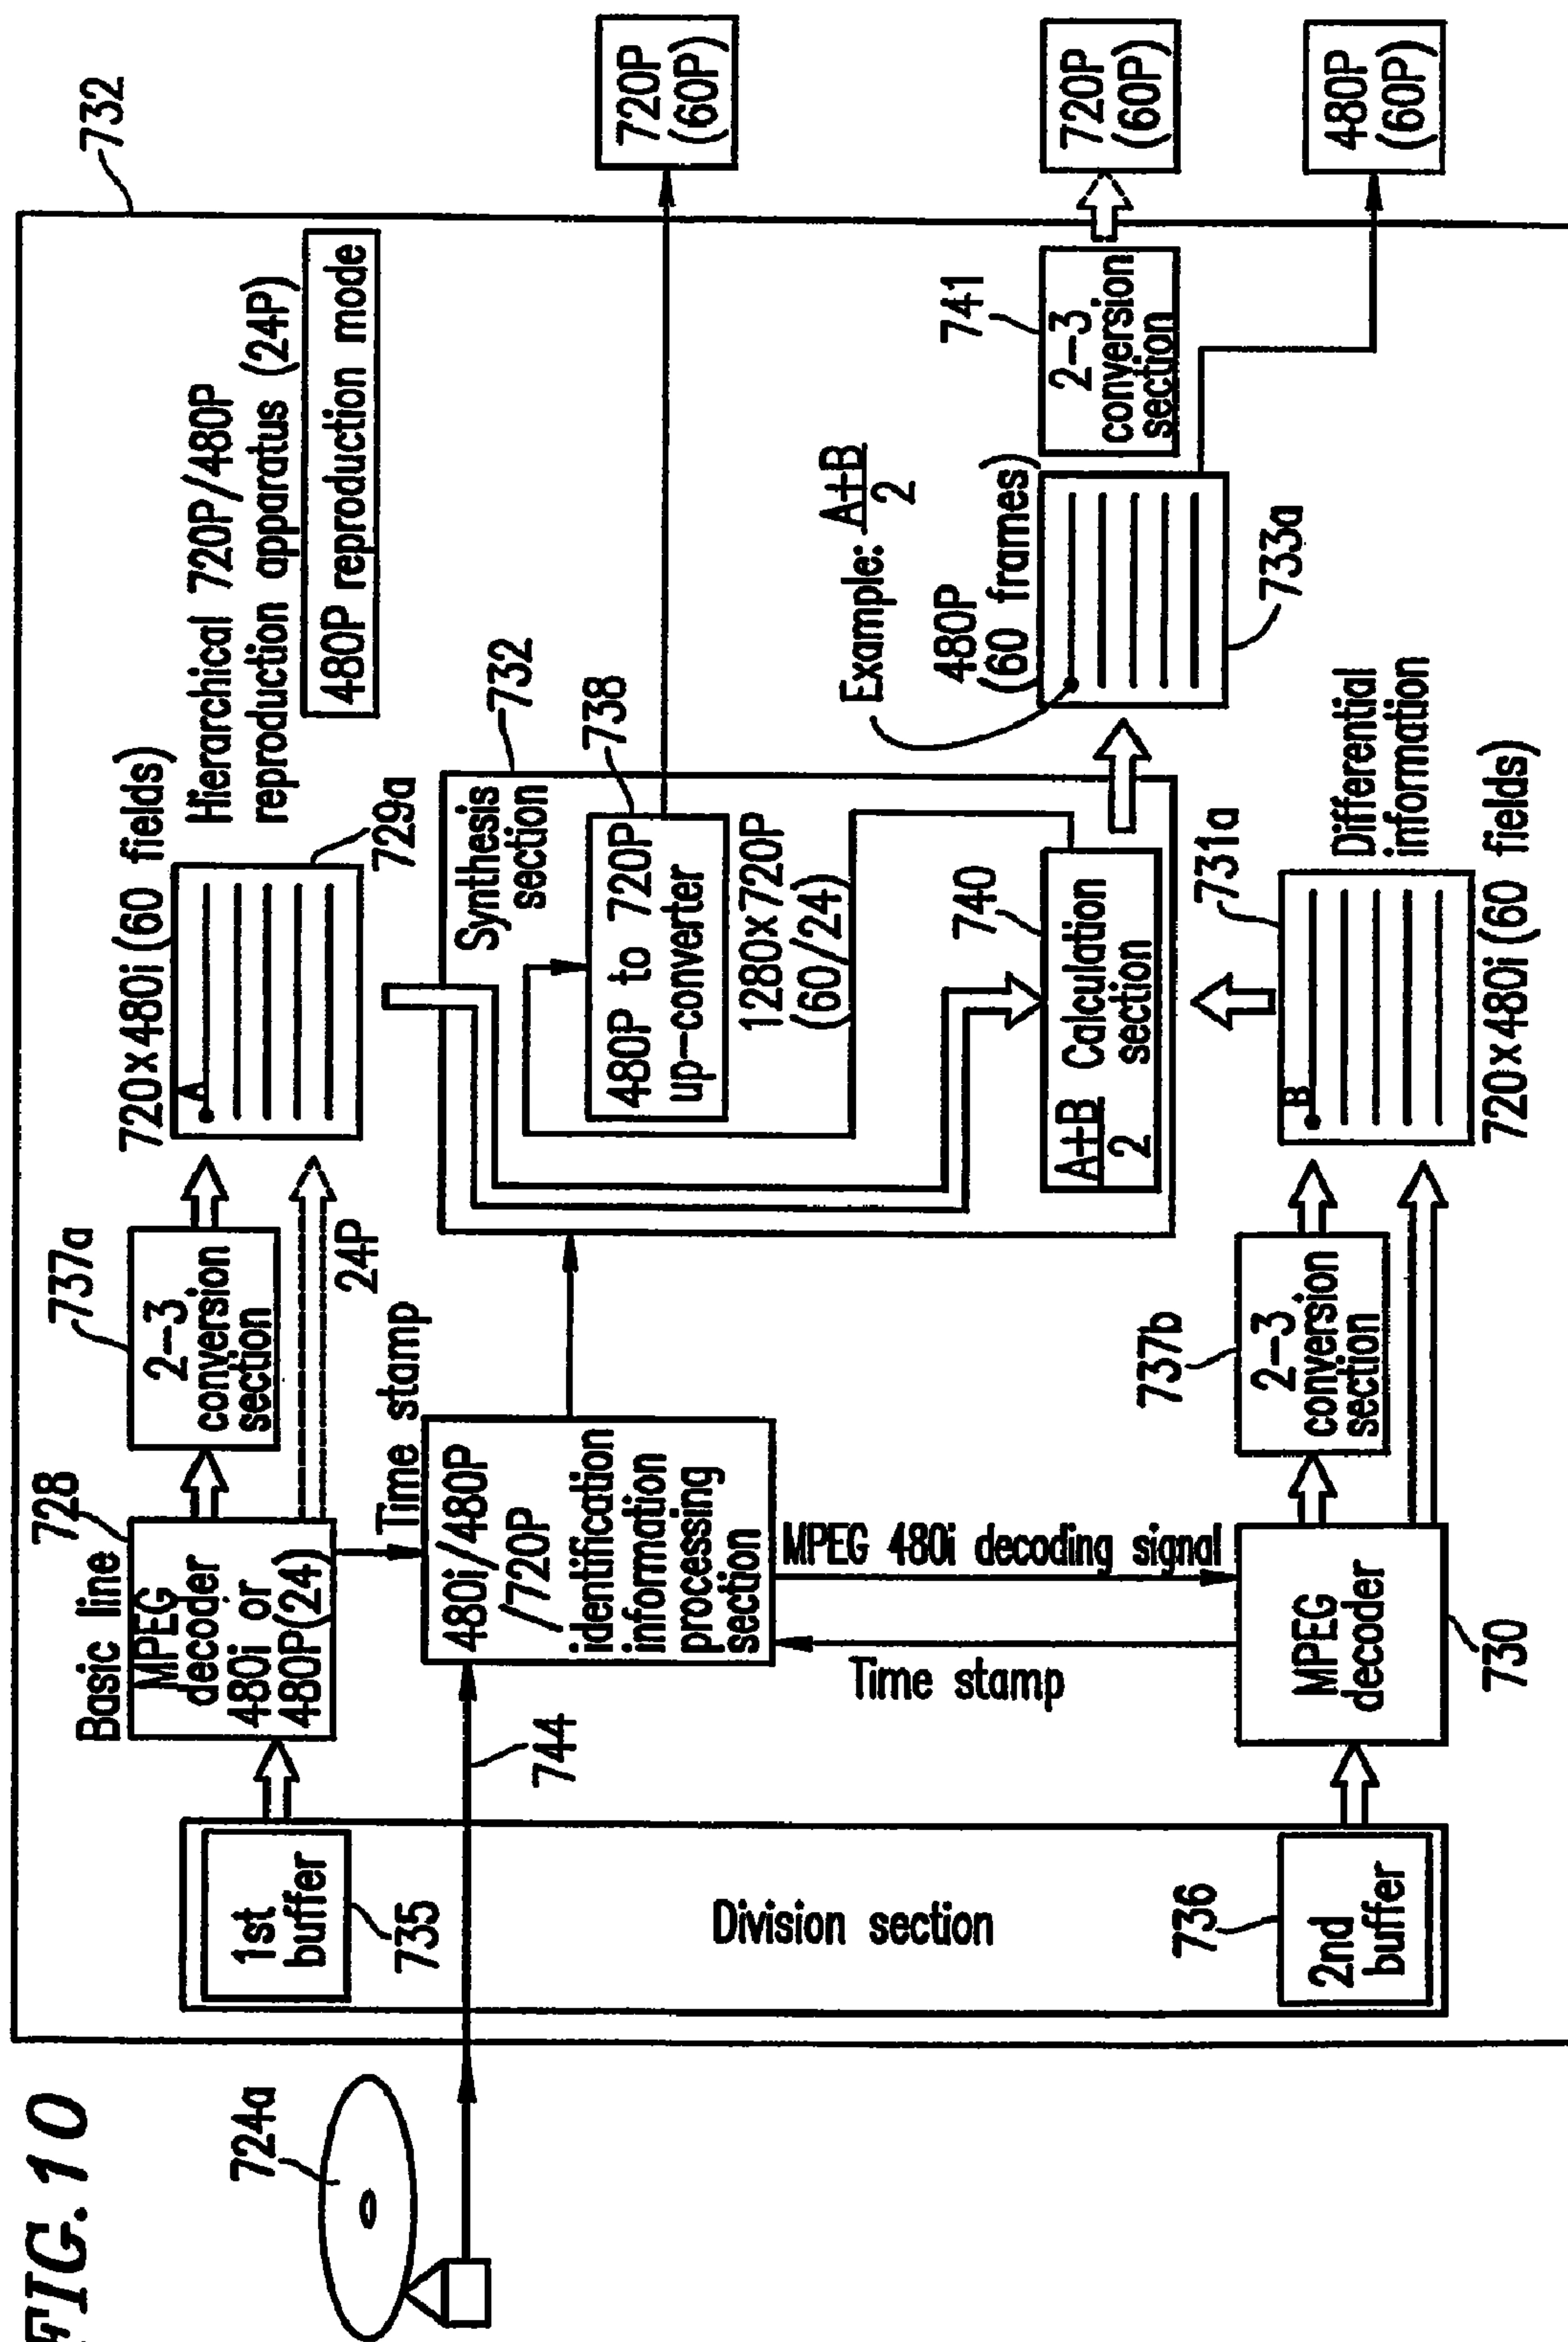 FIG. 10
732
Hierarchical 720P/480P
reproduction apparatus (24P)
480P reproduction mode
724a
744
1st
buffer
735
Division section
2nd
buffer
736
Basic line
728
MPEG
decoder
480i or
480P(24)
737a
2-3
conversion
section
24P
720x480i(60 fields)
A
729a
Time stamp
480i/480P
/720P
identification
information
processing
section
MPEG 480i decoding signal
Time stamp
MPEG
decoder
730
737b
2-3
conversion
section
B
731a
Differential
information
720x480i(60 fields)
Synthesis
section
732
738
480P to 720P
up-converter
1280x720P
(60/24)
740
A+B
2
Calculation
section
Example: A+B
2
480P
(60 frames)
733a
741
2-3
conversion
section
720P
(60P)
720P
(60P)
480P
(60P)